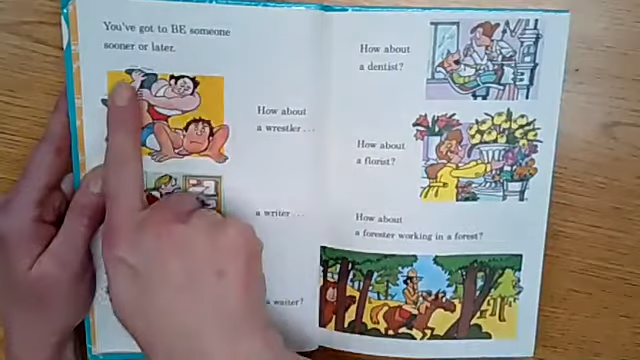 You've got to BE someone
sooner or later.
How about
a wrestler...
a writer...
a waiter?
How about
a dentist?
How about
a florist?
How about
a forester working in a forest?